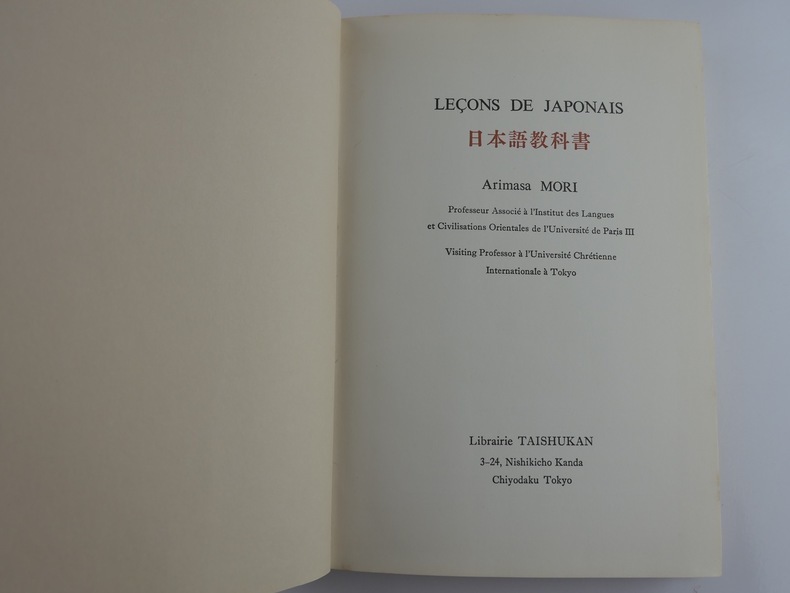 LEÇONS DE JAPONAIS
日本語教科書
Arimasa MORI
Professeur Associé à l'Institut des Langues
et Civilisations Orientales de l'Université de Paris III
Visiting Professor à l'Université Chrétienne
Internationale à Tokyo
Librairie TAISHUKAN
3–24, Nishikicho Kanda
Chiyodaku Tokyo